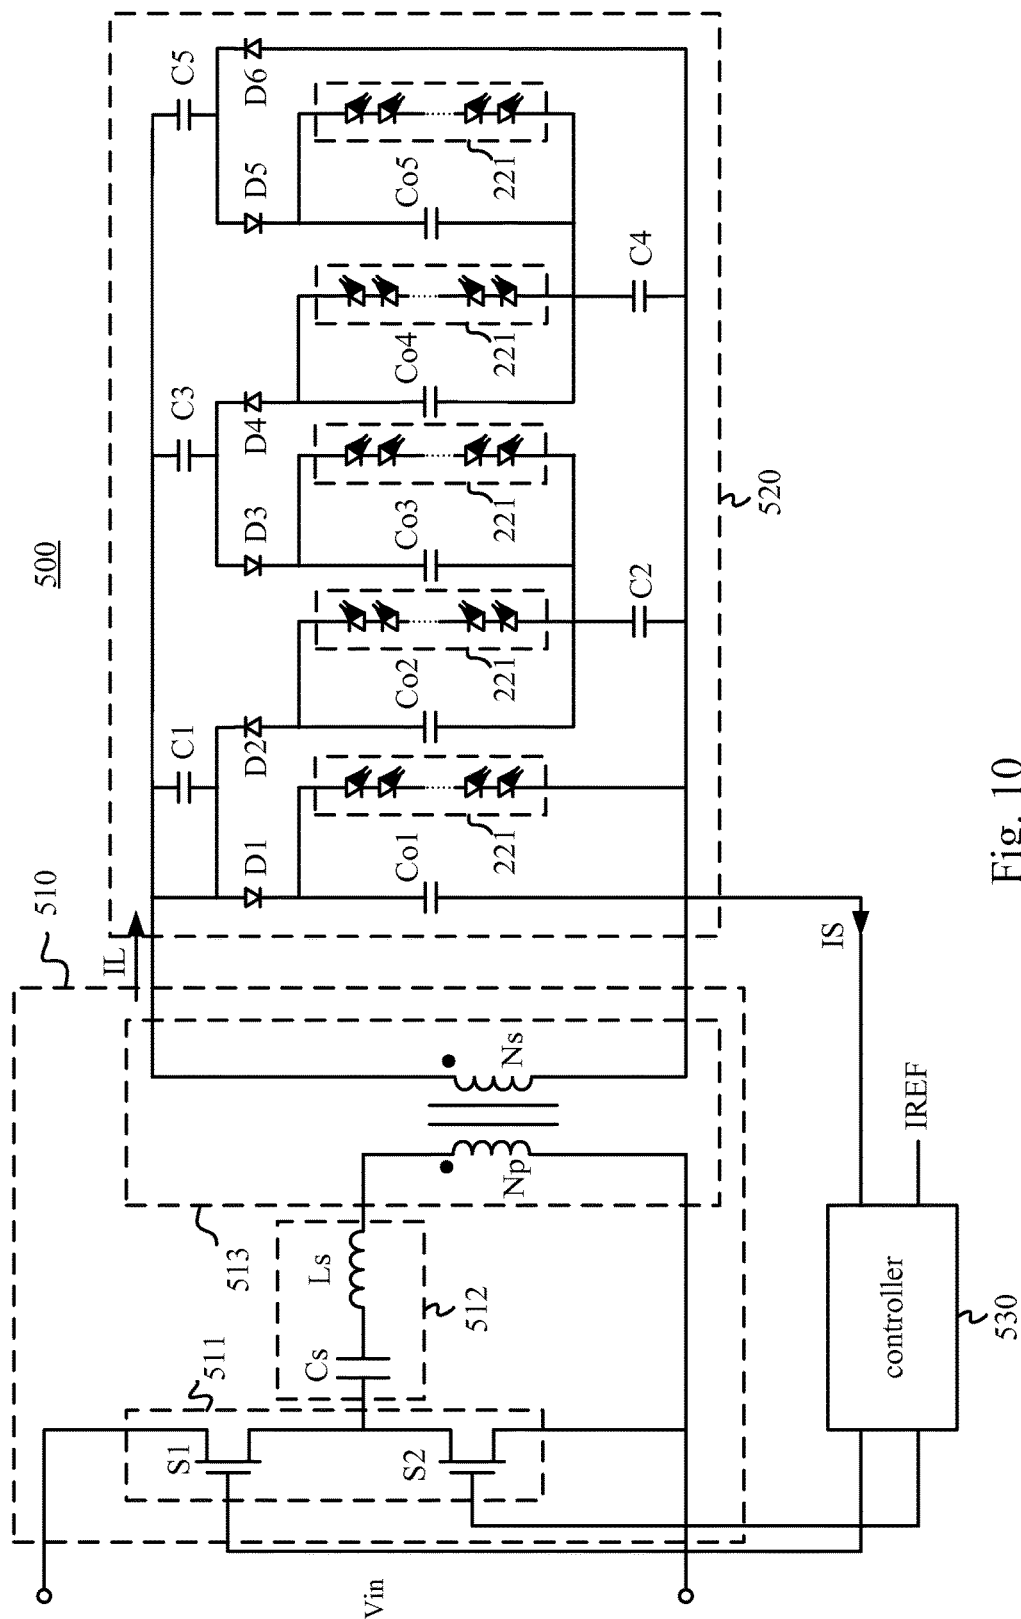 500
510
IL
C1
C3
C5
D1
D2
D3
D4
D5
D6
Co1
Co2
Co3
Co4
Co5
221
221
221
221
221
C2
C4
520
511
S1
S2
Cs
Ls
512
513
Np
Ns
Vin
IS
IREF
controller
530
Fig. 10